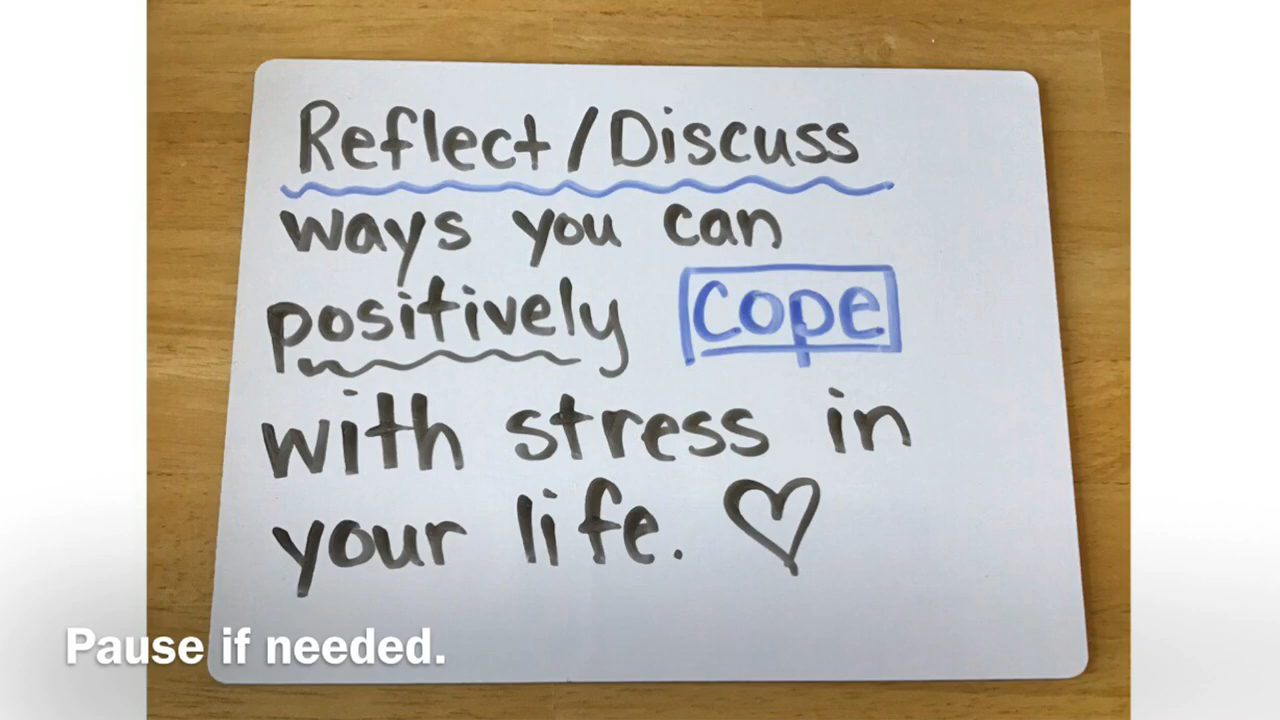 Reflect/Discuss
ways you can
positively cope
with stress in
your life. ♡
Pause if needed.